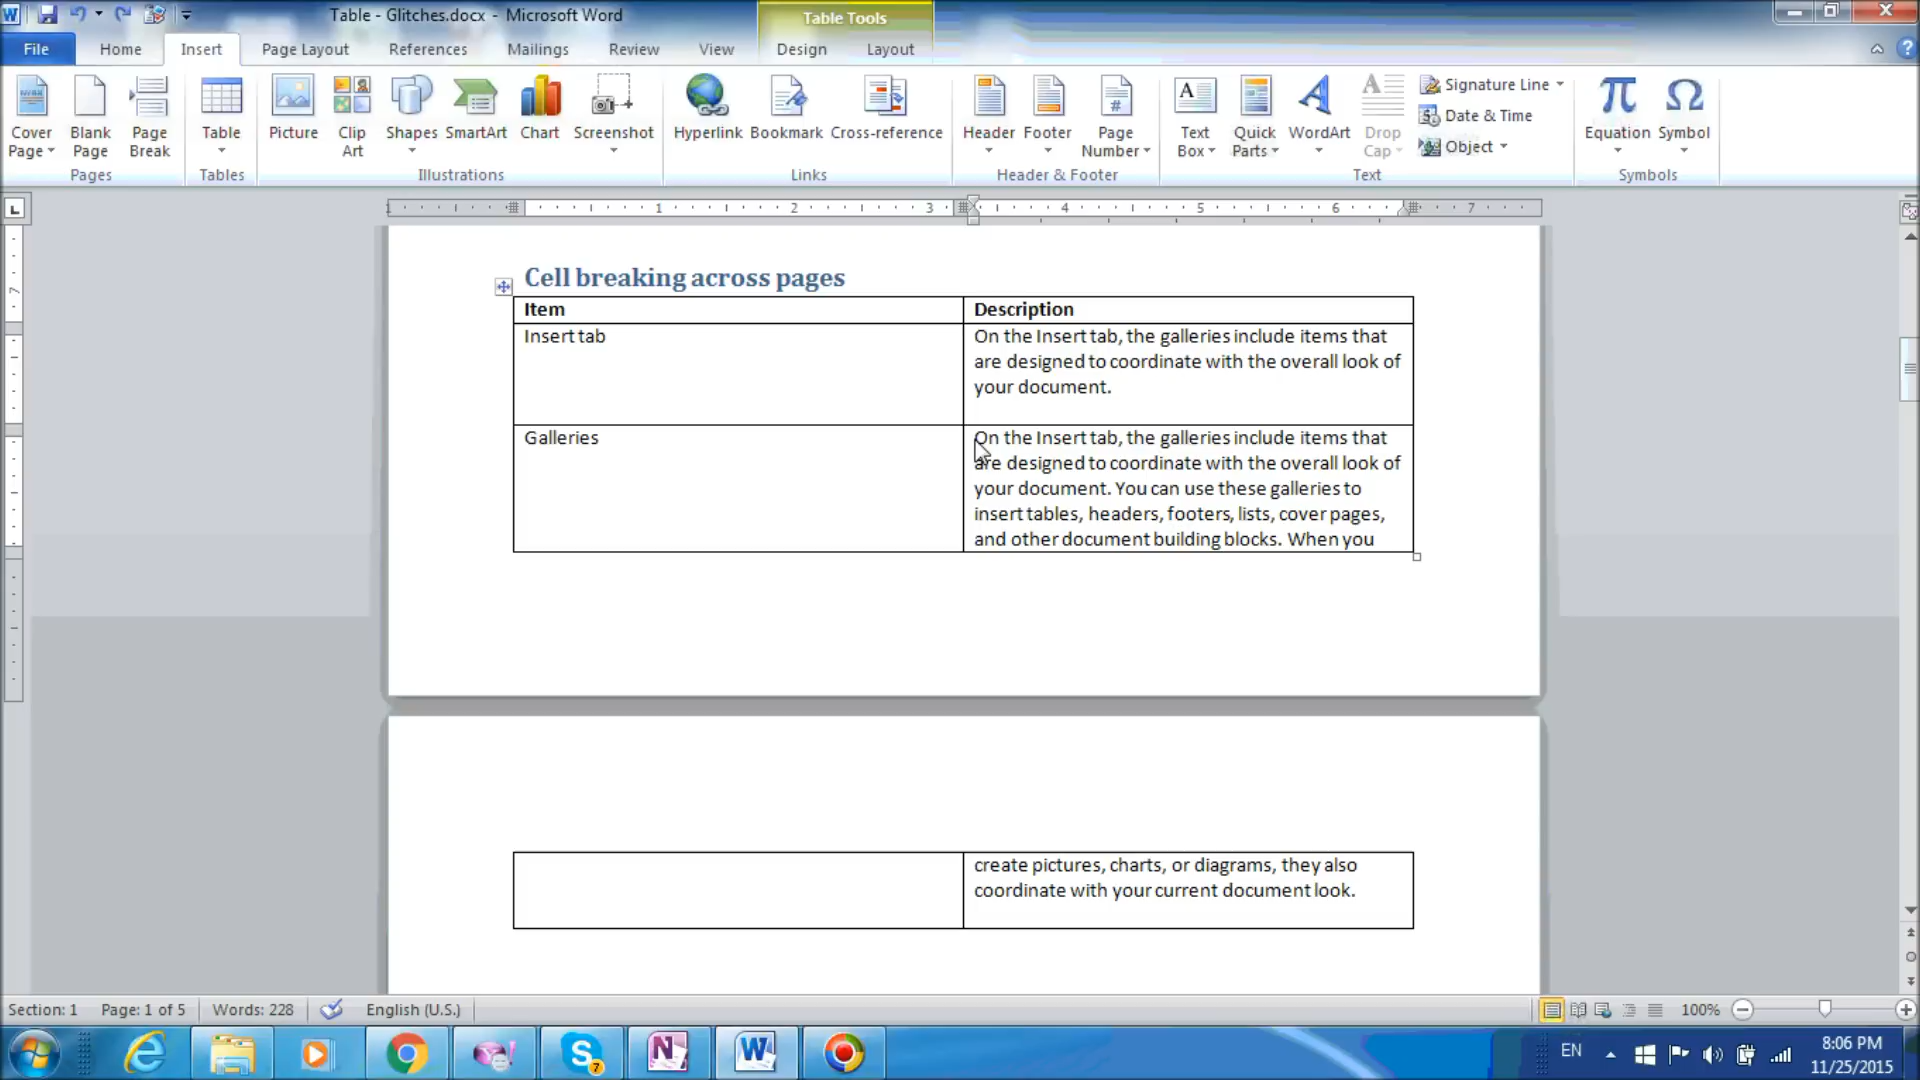 Table - Glitches.docx - Microsoft Word
Table Tools
File Home Insert Page Layout References Mailings Review View Design Layout
Cover Page
Blank Page
Page Break
Table
Picture
Clip Art
Shapes
SmartArt
Chart
Screenshot
Hyperlink
Bookmark
Cross-reference
Header
Footer
Page Number
Text Box
Quick Parts
WordArt
Drop Cap
Signature Line
Date & Time
Object
Equation
Symbol
Pages Tables Illustrations Links Header & Footer Text Symbols
1 1 2 3 4 5 6 7
Cell breaking across pages
Item Description
Insert tab
On the Insert tab, the galleries include items that
are designed to coordinate with the overall look of
your document.
Galleries
On the Insert tab, the galleries include items that
are designed to coordinate with the overall look of
your document. You can use these galleries to
insert tables, headers, footers, lists, cover pages,
and other document building blocks. When you
create pictures, charts, or diagrams, they also
coordinate with your current document look.
Section: 1 Page: 1 of 5 Words: 228 English (U.S.) 100%
EN
8:06 PM
11/25/2015